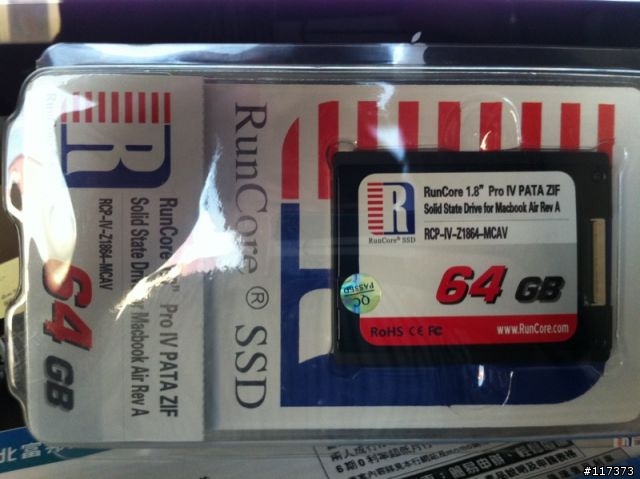 R
RunCore 1.8" Pro IV PATA ZIF
Solid State Drive for Macbook Air Rev A
RCP-IV-Z1864-MCAV
64 GB
RunCore® SSD
R
RunCore® SSD
RunCore 1.8" Pro IV PATA ZIF
Solid State Drive for Macbook Air Rev A
RCP-IV-Z1864-MCAV
64 GB
QC
PASSED
RoHS CE FC
www.RunCore.com
北富
#117373